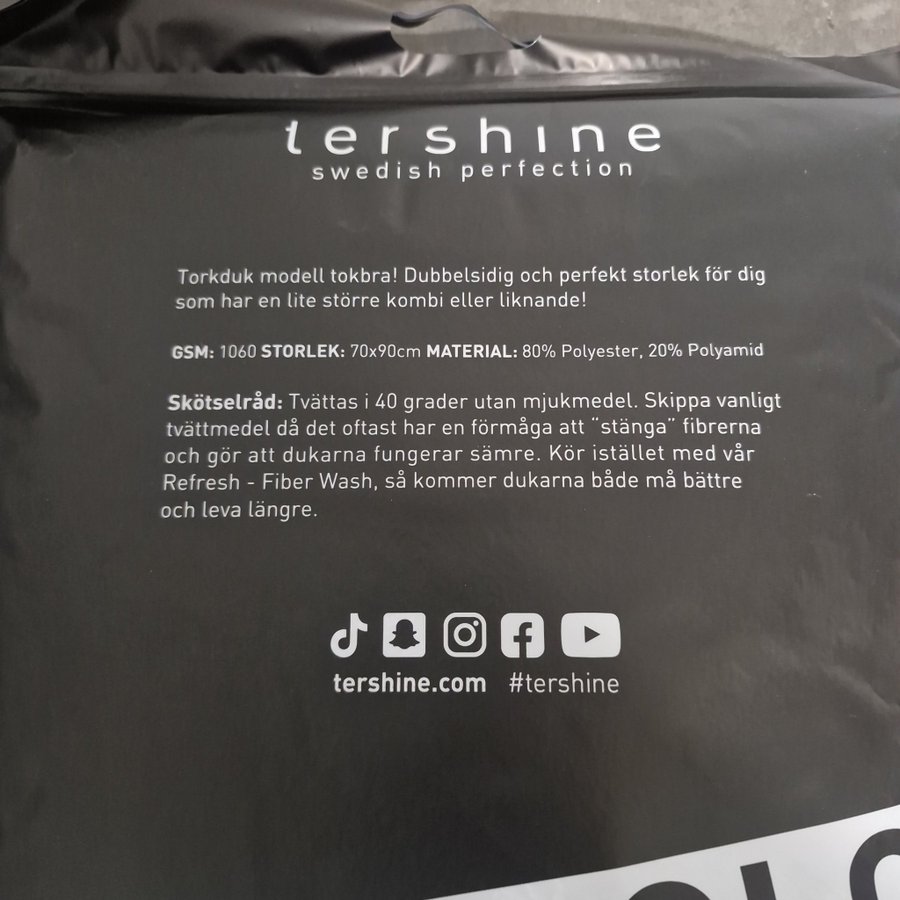 tershine
swedish perfection
Torkduk modell tokbra! Dubbelsidig och perfekt storlek för dig
som har en lite större kombi eller liknande!
GSM: 1060 STORLEK: 70x90cm MATERIAL: 80% Polyester, 20% Polyamid
Skötselråd: Tvättas i 40 grader utan mjukmedel. Skippa vanligt
tvättmedel då det oftast har en förmåga att “stänga” fibrerna
och gör att dukarna fungerar sämre. Kör istället med vår
Refresh - Fiber Wash, så kommer dukarna både må bättre
och leva längre.
tershine.com #tershine